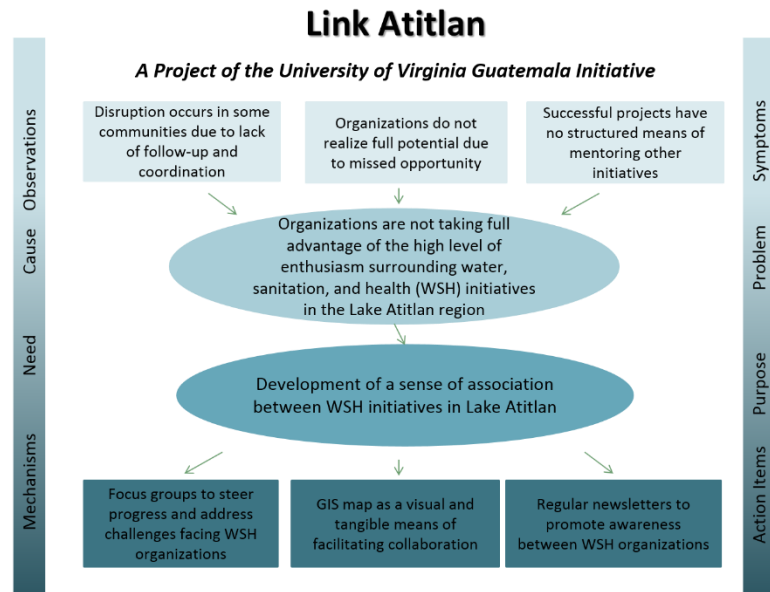 Link Atitlan
A Project of the University of Virginia Guatemala Initiative
Observations
Cause
Need
Mechanisms
Disruption occurs in some
communities due to lack
of follow-up and
coordination
Organizations do not
realize full potential due
to missed opportunity
Successful projects have
no structured means of
mentoring other
initiatives
Organizations are not taking full
advantage of the high level of
enthusiasm surrounding water,
sanitation, and health (WSH) initiatives
in the Lake Atitlan region
Development of a sense of association
between WSH initiatives in Lake Atitlan
Focus groups to steer
progress and address
challenges facing WSH
organizations
GIS map as a visual and
tangible means of
facilitating collaboration
Regular newsletters to
promote awareness
between WSH organizations
Symptoms
Problem
Purpose
Action Items